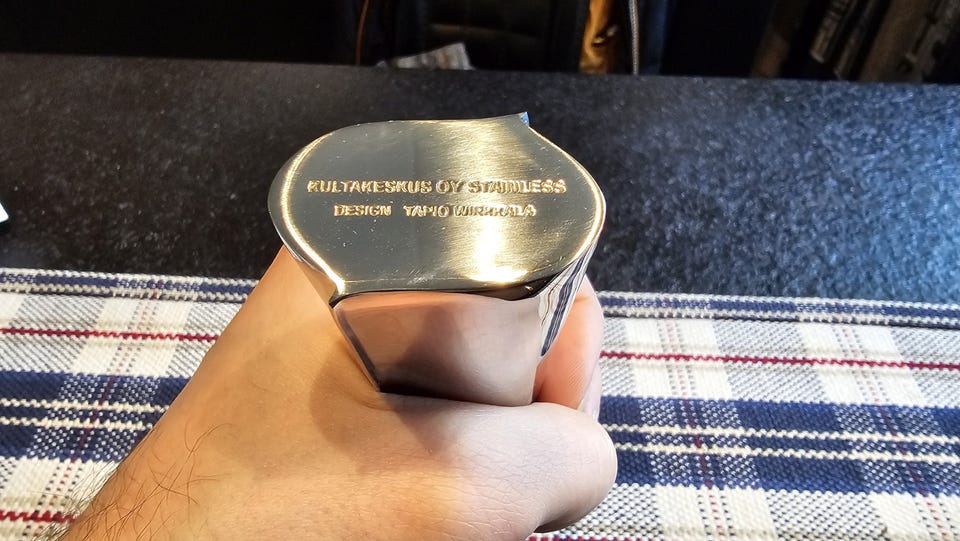 KULTAKESKUS OY STAINLESS
DESIGN TAPIO WIRKKALA